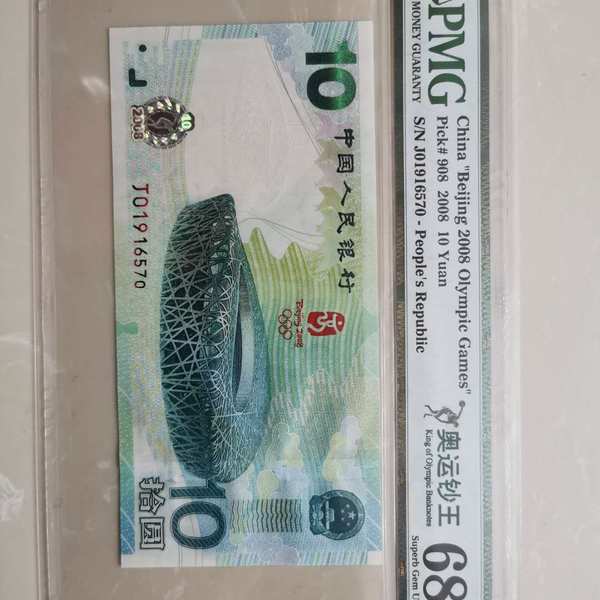 PMG
MONEY GUARANTY
China "Beijing 2008 Olympic Games"
Pick# 908 2008 10 Yuan
S/N J01916570 - People's Republic
奥运钞王
King of Olympic Banknotes
68
Superb Gem U
10
中国人民银行
2008
10
J01916570
Beijing 2008
10
拾圆